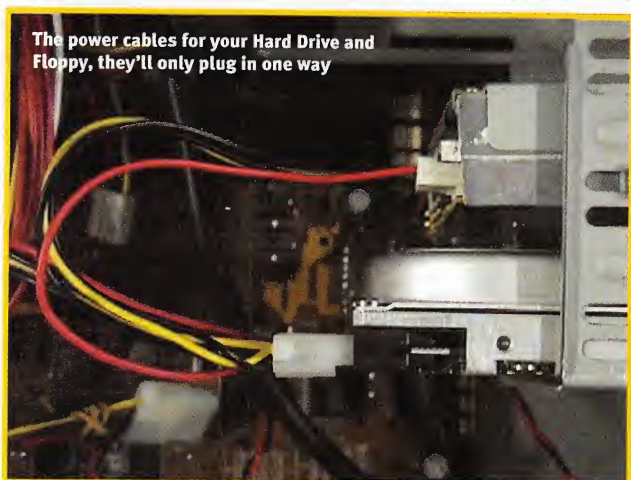 The power cables for your Hard Drive and
Floppy, they'll only plug in one way